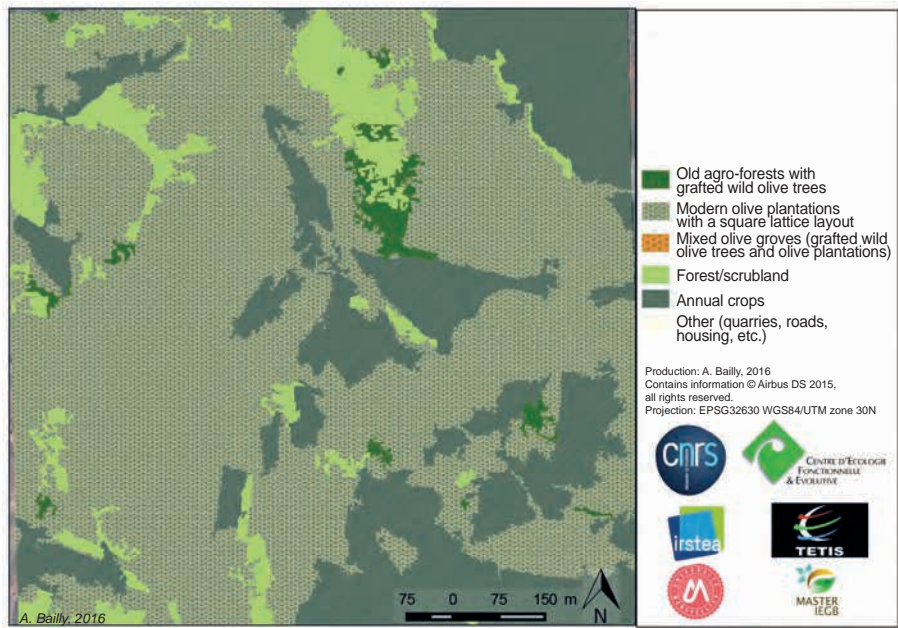 Old agro-forests with
grafted wild olive trees
Modern olive plantations
with a square lattice layout
Mixed olive groves (grafted wild
olive trees and olive plantations)
Forest/scrubland
Annual crops
Other (quarries, roads,
housing, etc.)
Production: A. Bailly, 2016
Contains information © Airbus DS 2015,
all rights reserved.
Projection: EPSG32630 WGS84/UTM zone 30N
cnrs
CENTRE D'ECOLOGIE
FONCTIONNELLE
& EVOLUTIVE
irstea
TETIS
MASTER
IEGB
75 0 75 150 m
N
A. Bailly, 2016